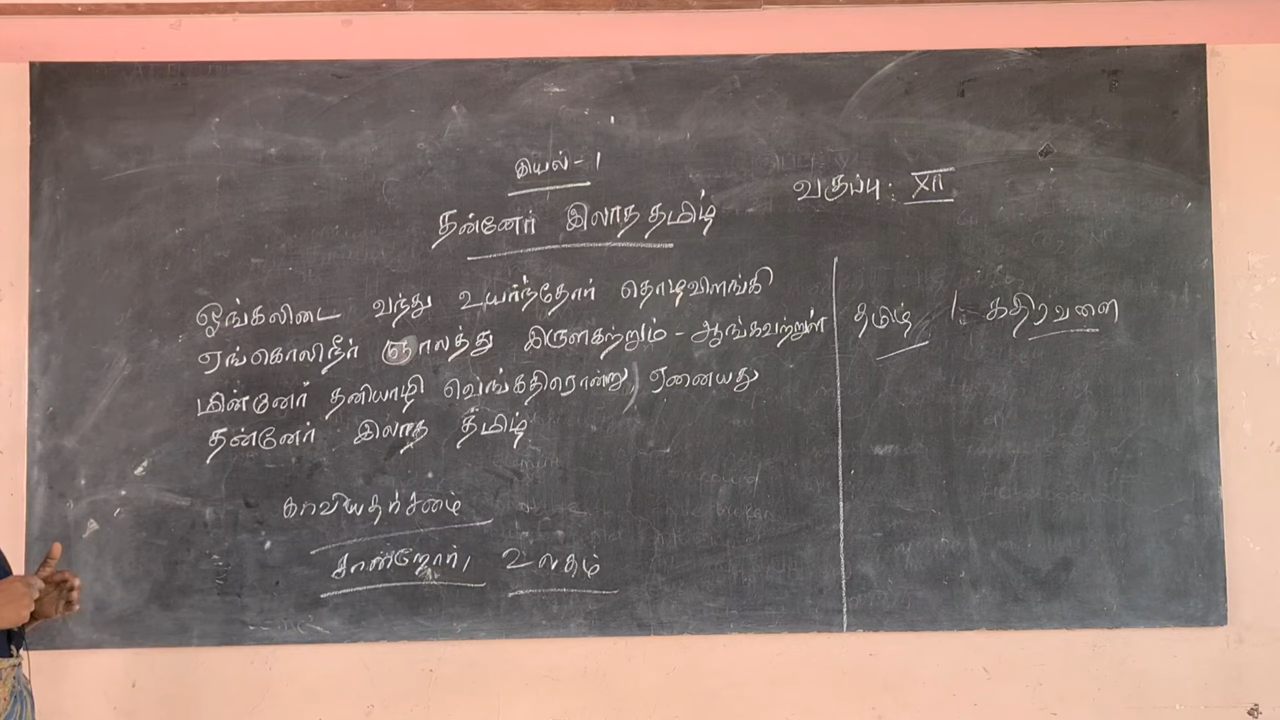 இயல் - 1
வகுப்பு : XII
தன்னேர் இலாத தமிழ்
ஓங்கலிடை வந்து உயர்ந்தோர் தொழவிளங்கி
ஏங்கொலிநீர் ஞாலத்து இருளகற்றும் - ஆங்கவற்றுள்
மின்னேர் தனியாழி வெங்கதிரொன்று, ஏனையது
தன்னேர் இலாத தமிழ்
தமிழ் /: கதிரவனை
காவியதர்சனம்
சான்றோர், உலகம்